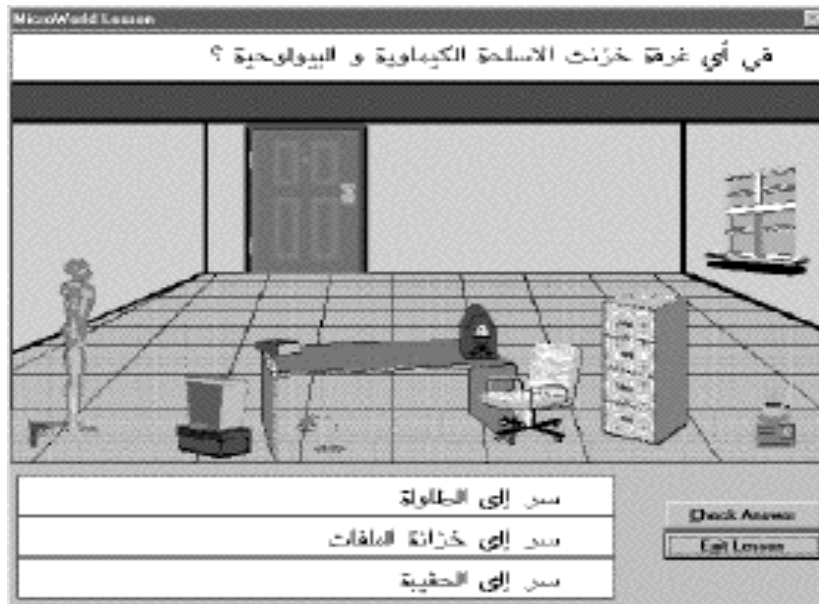 MicroWorld Lesson
في أي غرفة خزنت الاسلحة الكيماوية و البيولوجية ؟
سر إلى الطاولة
سر إلى خزانة الملفات
سر إلى الحقيبة
Check Answer
Exit Lesson